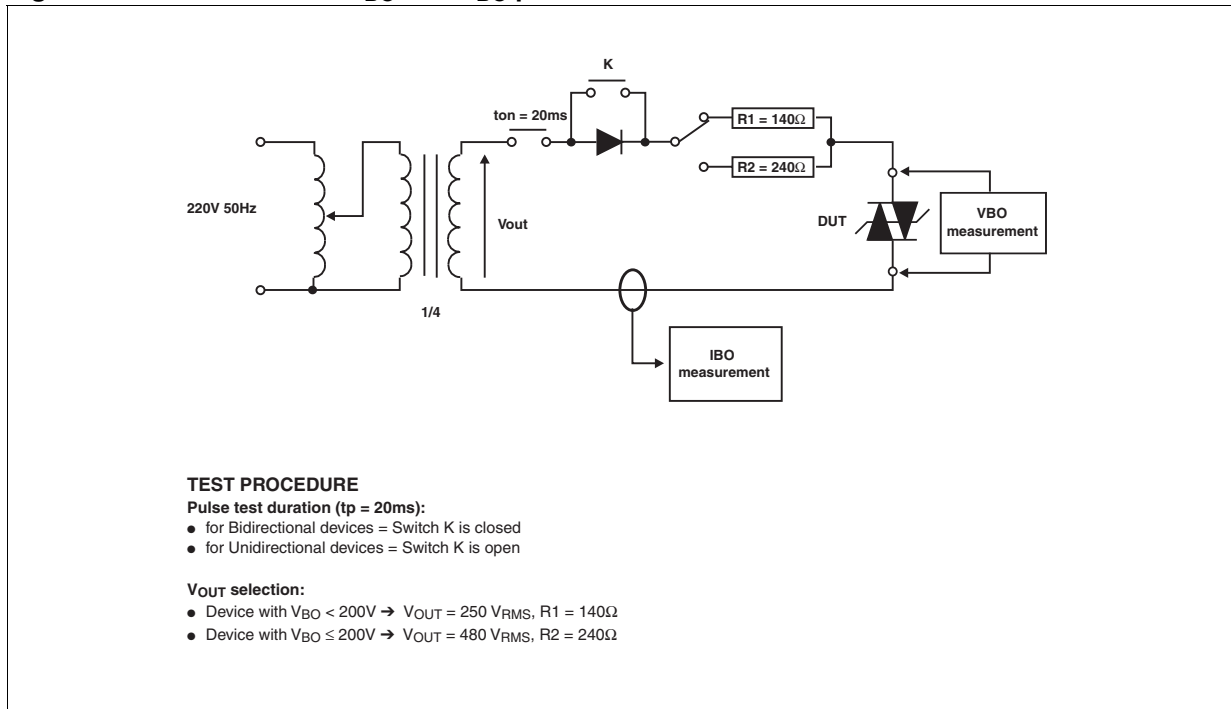 K
ton = 20ms
R1 = 140Ω
R2 = 240Ω
220V 50Hz
Vout
DUT
VBO
measurement
1/4
IBO
measurement
TEST PROCEDURE
Pulse test duration (tp = 20ms):
● for Bidirectional devices = Switch K is closed
● for Unidirectional devices = Switch K is open
VOUT selection:
● Device with VBO < 200V ➔ VOUT = 250 VRMS, R1 = 140Ω
● Device with VBO ≤ 200V ➔ VOUT = 480 VRMS, R2 = 240Ω